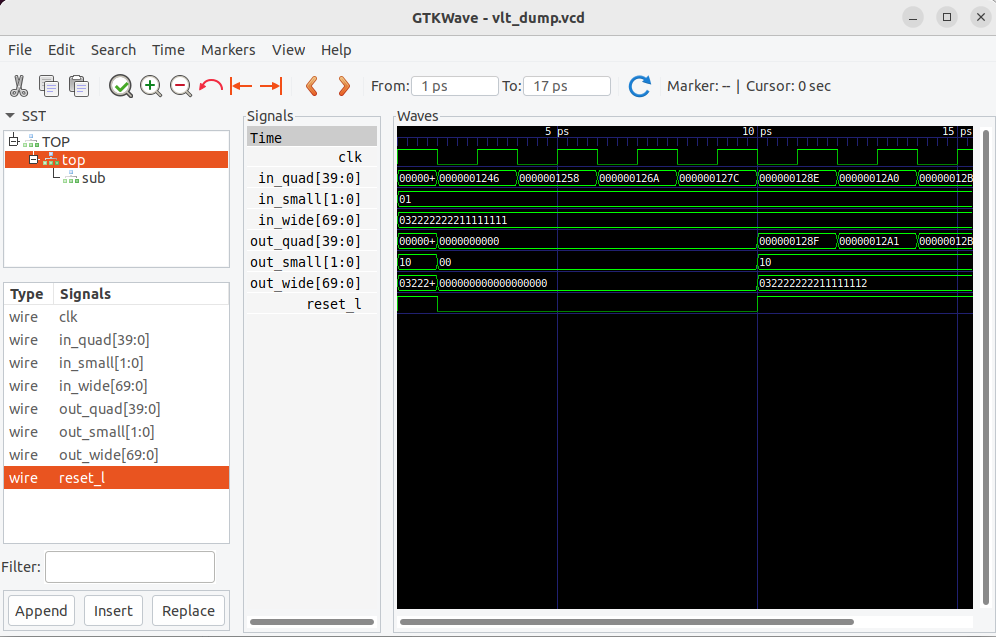 GTKWave - vlt_dump.vcd
File Edit Search Time Markers View Help
From: 1 ps To: 17 ps Marker: -- | Cursor: 0 sec
SST
TOP
top
sub
Type Signals
wire clk
wire in_quad[39:0]
wire in_small[1:0]
wire in_wide[69:0]
wire out_quad[39:0]
wire out_small[1:0]
wire out_wide[69:0]
wire reset_l
Filter:
Append Insert Replace
Signals
Time
clk
in_quad[39:0]
in_small[1:0]
in_wide[69:0]
out_quad[39:0]
out_small[1:0]
out_wide[69:0]
reset_l
Waves
5 ps 10 ps 15 ps
00000+ 0000001246 0000001258 000000126A 000000127C 000000128E 00000012A0 00000012B
01
032222222211111111
00000+ 0000000000 000000128F 00000012A1 00000012B
10 00 10
03222+ 000000000000000000 032222222211111112